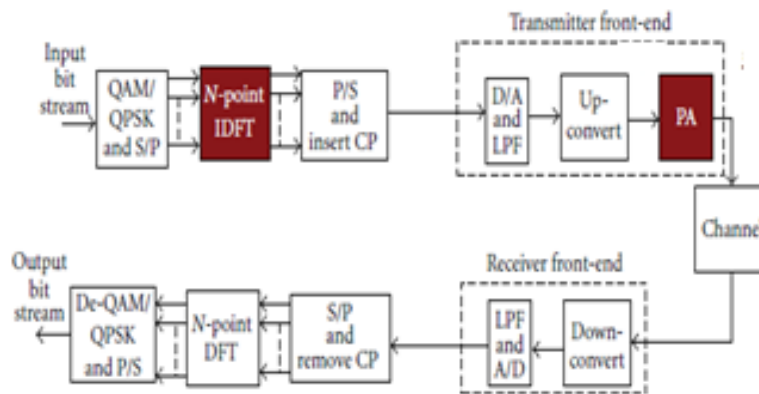 Transmitter front-end
Input
bit
stream
QAM/
QPSK
and S/P
N-point
IDFT
P/S
and
insert CP
D/A
and
LPF
Up-
convert
PA
Channel
Output
bit
stream
De-QAM/
QPSK
and P/S
N-point
DFT
S/P
and
remove CP
Receiver front-end
LPF
and
A/D
Down-
convert